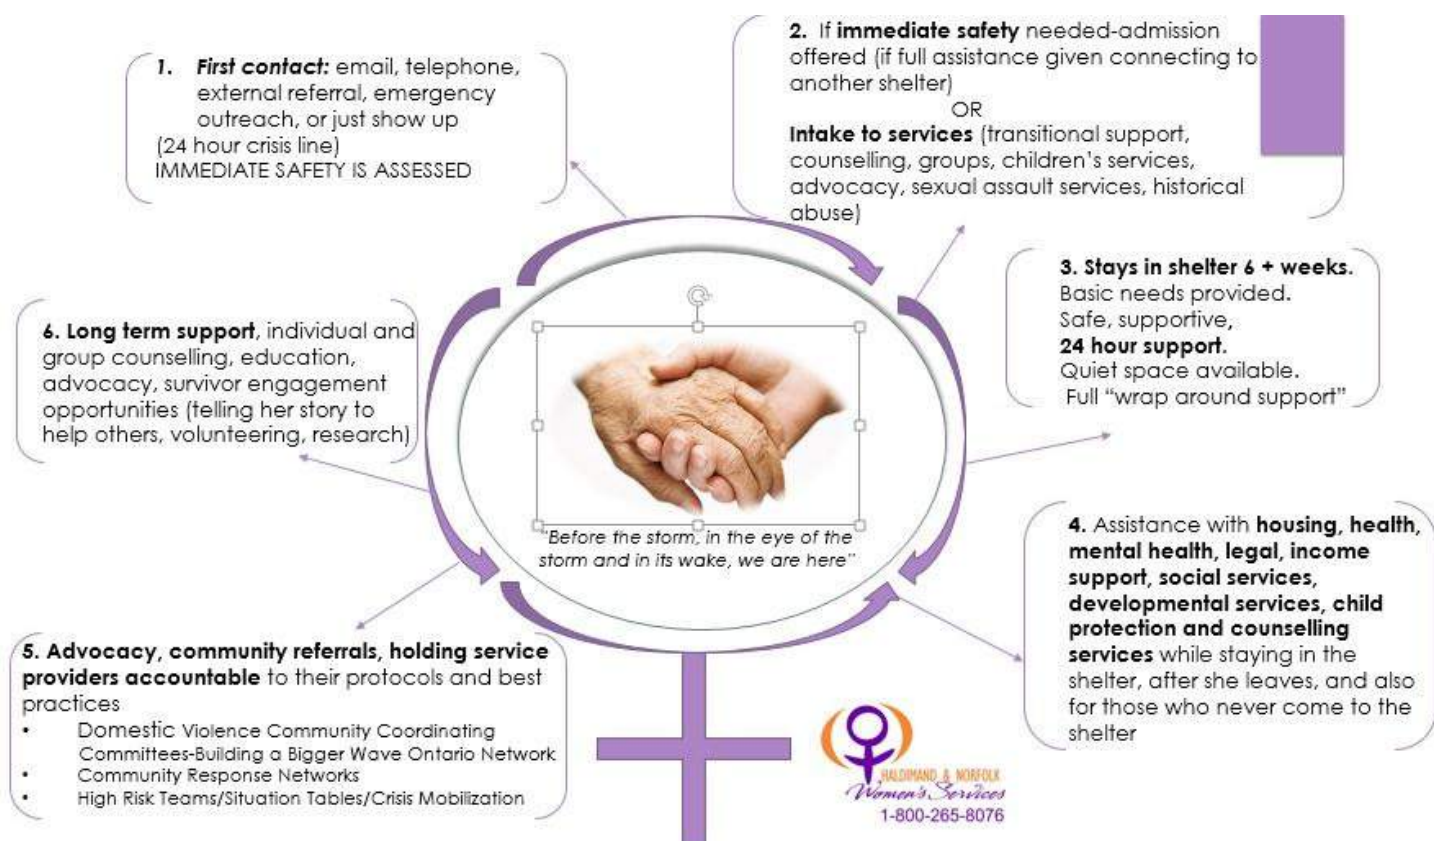 1. First contact: email, telephone,
external referral, emergency
outreach, or just show up
(24 hour crisis line)
IMMEDIATE SAFETY IS ASSESSED
2. If immediate safety needed-admission
offered (if full assistance given connecting to
another shelter)
OR
Intake to services (transitional support,
counselling, groups, children's services,
advocacy, sexual assault services, historical
abuse)
3. Stays in shelter 6 + weeks.
Basic needs provided.
Safe, supportive,
24 hour support.
Quiet space available.
Full “wrap around support”
4. Assistance with housing, health,
mental health, legal, income
support, social services,
developmental services, child
protection and counselling
services while staying in the
shelter, after she leaves, and also
for those who never come to the
shelter
5. Advocacy, community referrals, holding service
providers accountable to their protocols and best
practices
• Domestic Violence Community Coordinating
Committees-Building a Bigger Wave Ontario Network
• Community Response Networks
• High Risk Teams/Situation Tables/Crisis Mobilization
6. Long term support, individual and
group counselling, education,
advocacy, survivor engagement
opportunities (telling her story to
help others, volunteering, research)
“Before the storm, in the eye of the
storm and in its wake, we are here”
HALDIMAND & NORFOLK
Women's Services
1-800-265-8076